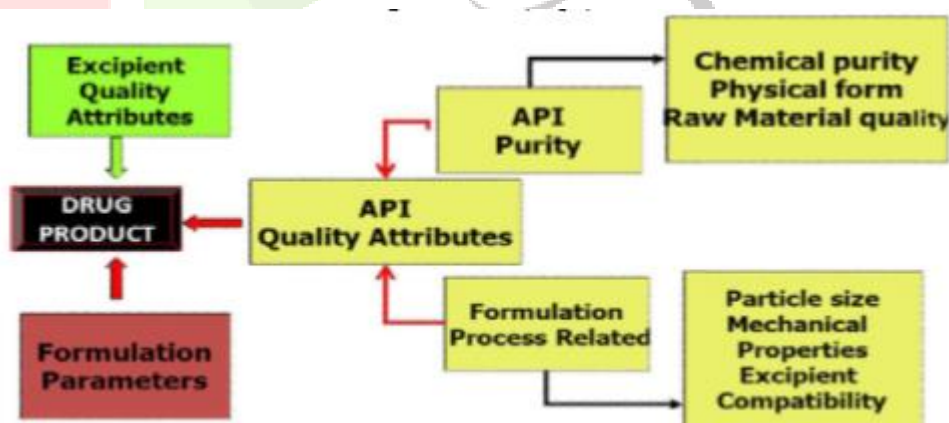 Excipient
Quality
Attributes
DRUG
PRODUCT
Formulation
Parameters
API
Quality Attributes
API
Purity
Formulation
Process Related
Chemical purity
Physical form
Raw Material quality
Particle size
Mechanical
Properties
Excipient
Compatibility